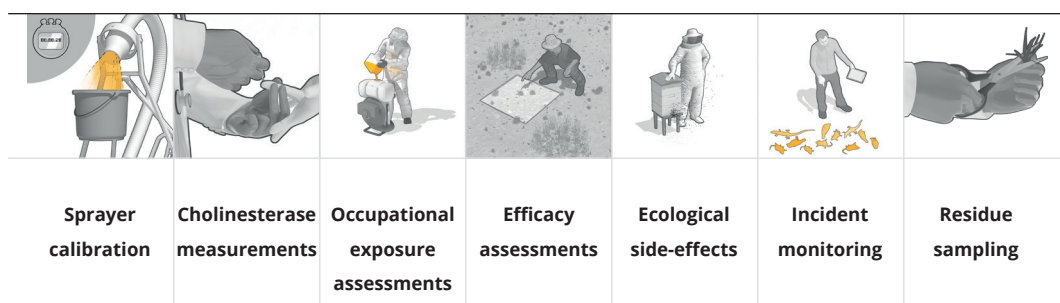 Sprayer
calibration
Cholinesterase
measurements
Occupational
exposure
assessments
Efficacy
assessments
Ecological
side-effects
Incident
monitoring
Residue
sampling